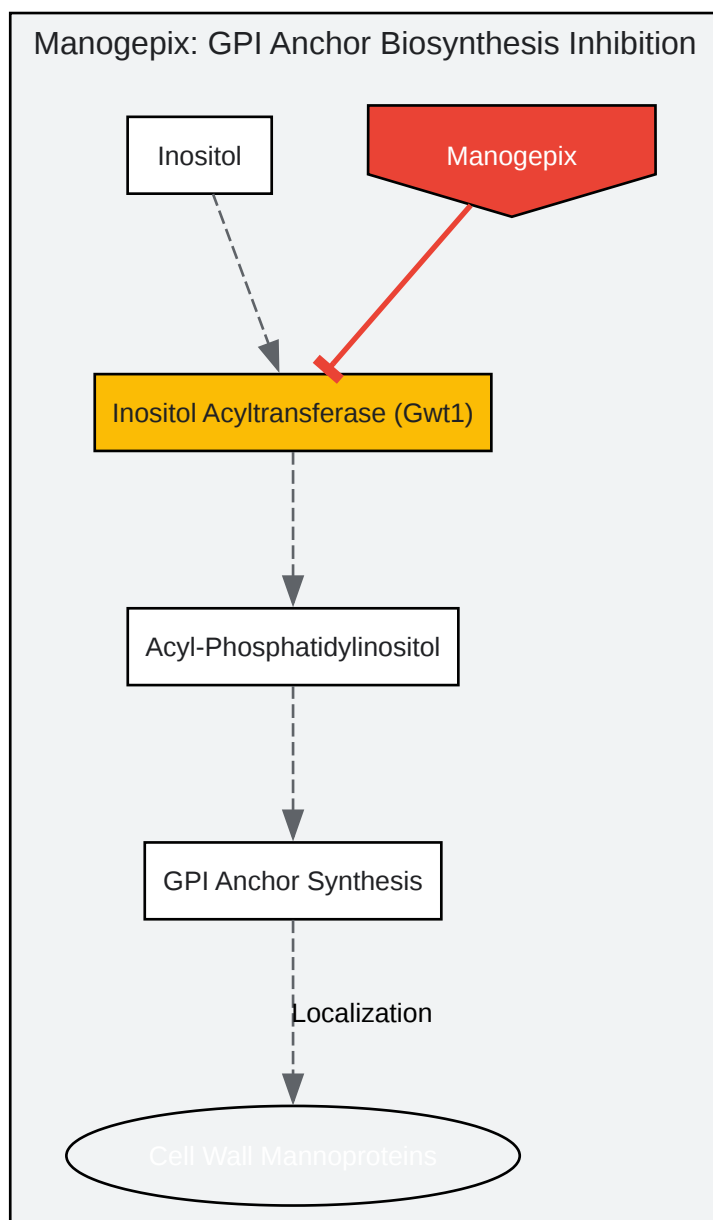 Manogepix: GPI Anchor Biosynthesis Inhibition
Inositol
Manogepix
Inositol Acyltransferase (Gwt1)
Acyl-Phosphatidylinositol
GPI Anchor Synthesis
Localization
Cell Wall Mannoproteins